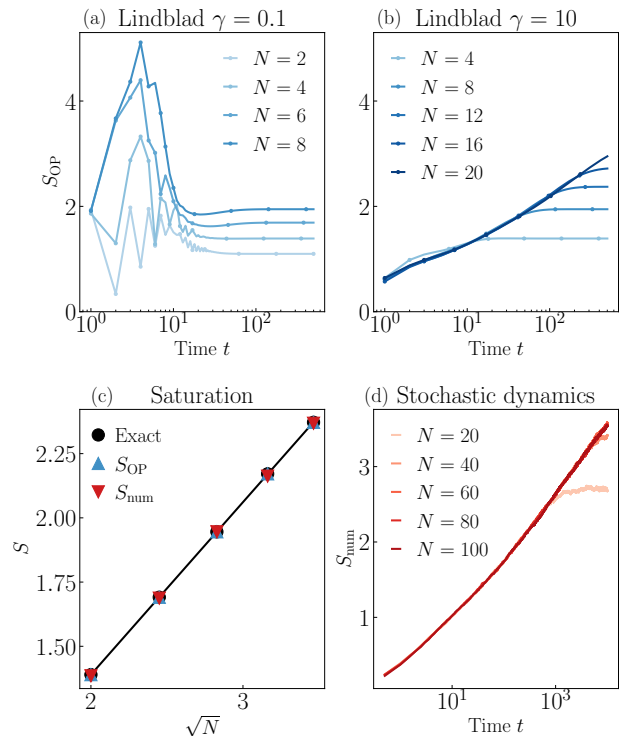 (a) Lindblad γ = 0.1
N = 2
N = 4
N = 6
N = 8
S_OP
0
2
4
10^0
10^1
10^2
Time t
(b) Lindblad γ = 10
N = 4
N = 8
N = 12
N = 16
N = 20
0
2
4
10^0
10^1
10^2
Time t
(c) Saturation
Exact
S_OP
S_num
S
1.50
1.75
2.00
2.25
2
3
√N
(d) Stochastic dynamics
N = 20
N = 40
N = 60
N = 80
N = 100
S_num
1
2
3
10^1
10^3
Time t